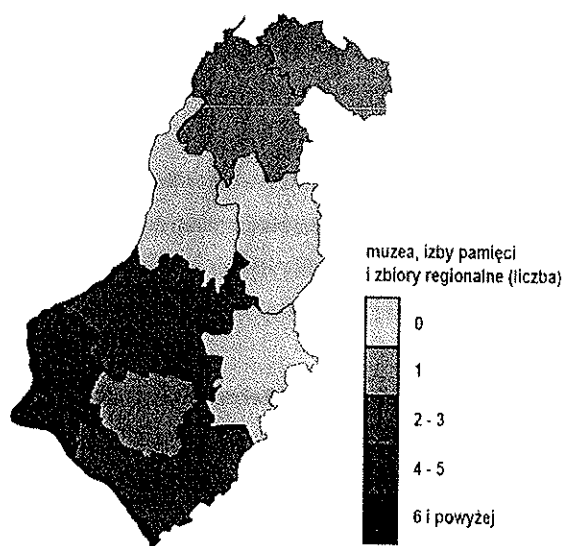 muzea, izby pamięci
i zbiory regionalne (liczba)
0
1
2 - 3
4 - 5
6 i powyżej